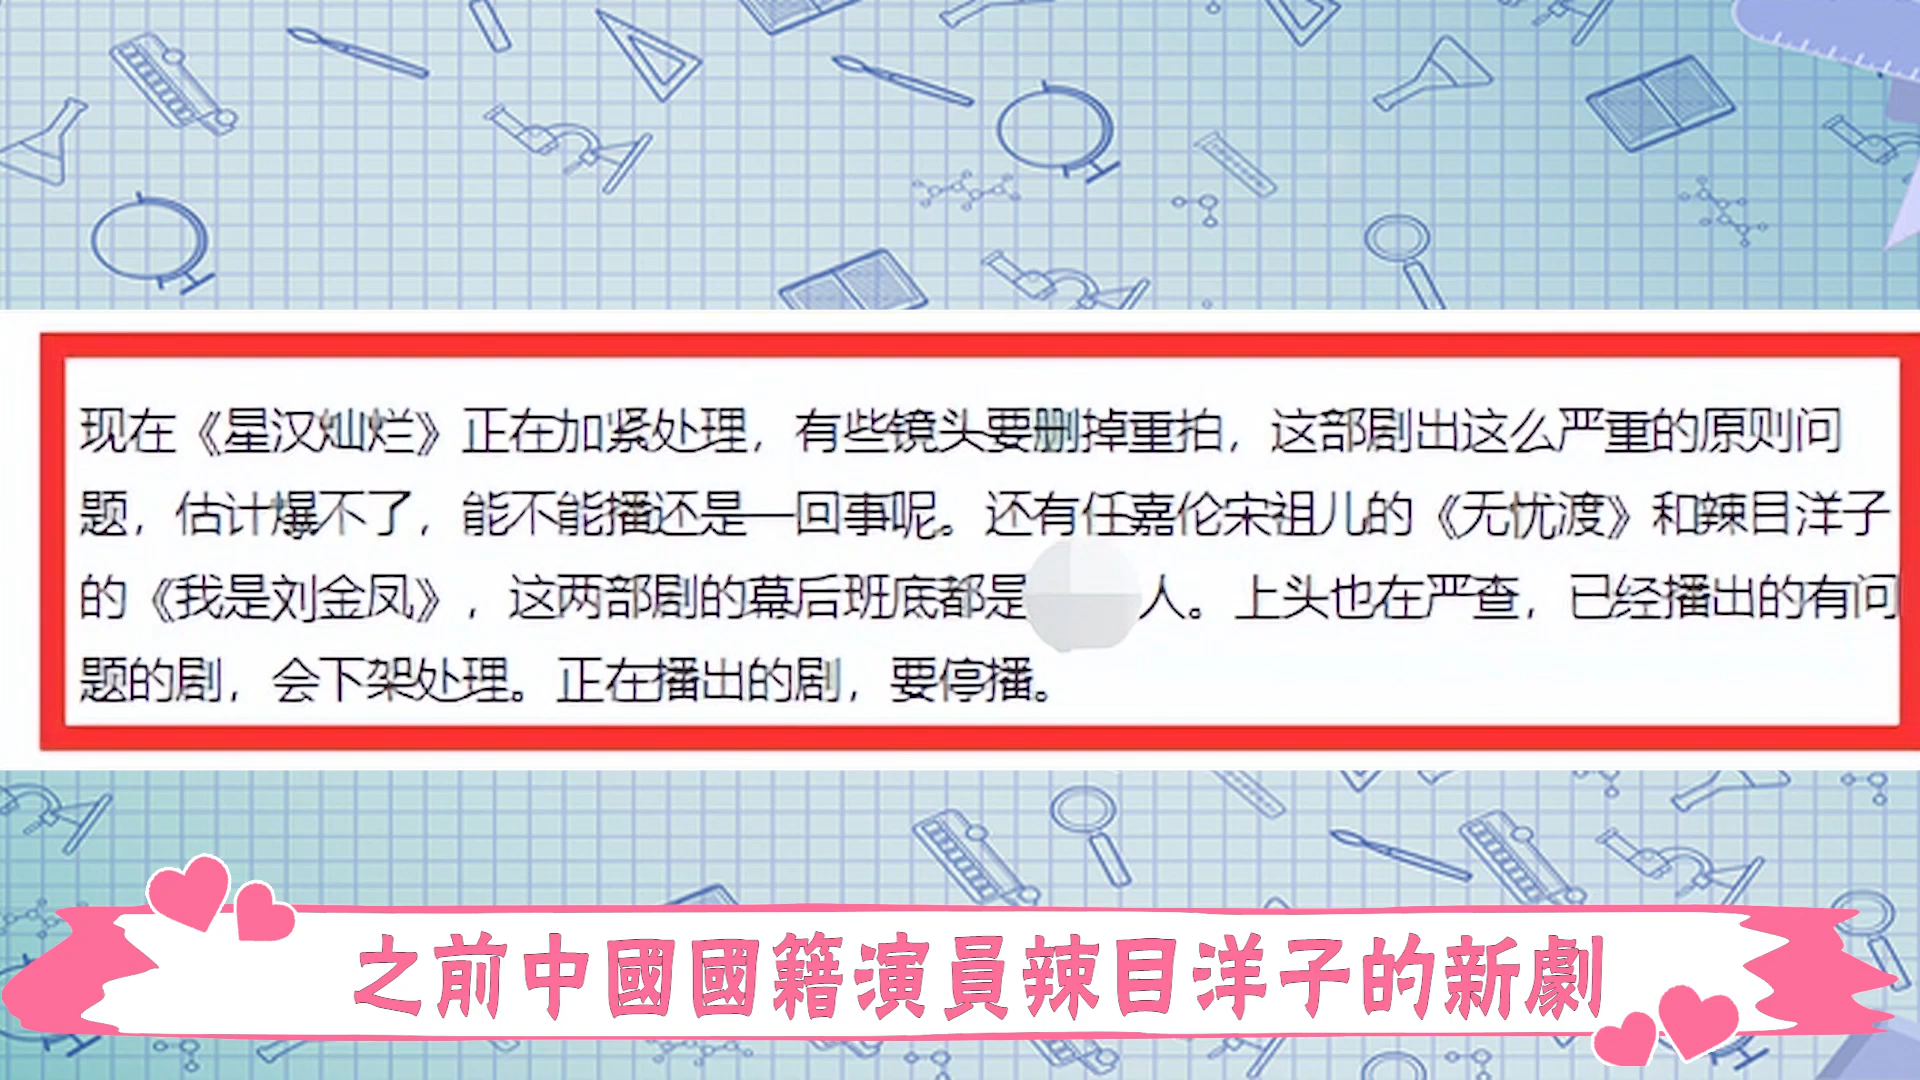 现在《星汉灿烂》正在加紧处理，有些镜头要删掉重拍，这部剧出这么严重的原则问
题，估计爆不了，能不能播还是一回事呢。还有任嘉伦宋祖儿的《无忧渡》和辣目洋子
的《我是刘金凤》，这两部剧的幕后班底都是 人。上头也在严查，已经播出的有问
题的剧，会下架处理。正在播出的剧，要停播。
之前中國國籍演員辣目洋子的新劇